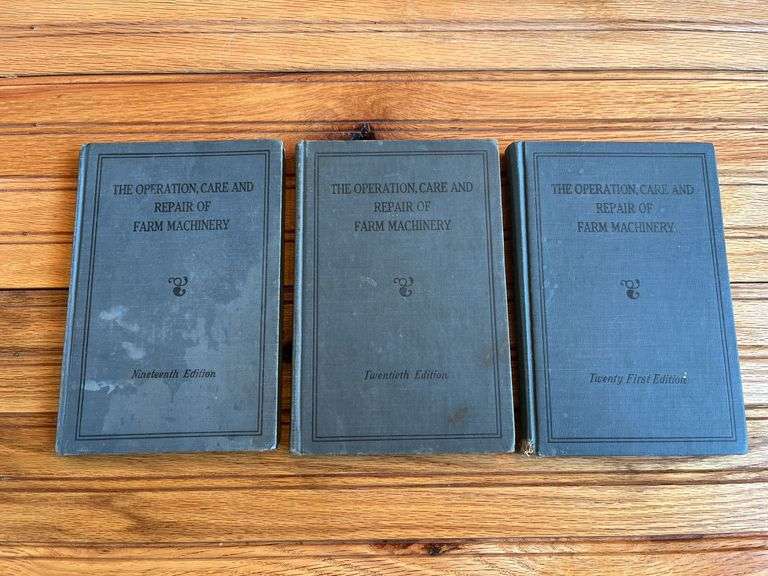 THE OPERATION, CARE AND
REPAIR OF
FARM MACHINERY
Nineteenth Edition
THE OPERATION, CARE AND
REPAIR OF
FARM MACHINERY
Twentieth Edition
THE OPERATION, CARE AND
REPAIR OF
FARM MACHINERY
Twenty First Edition